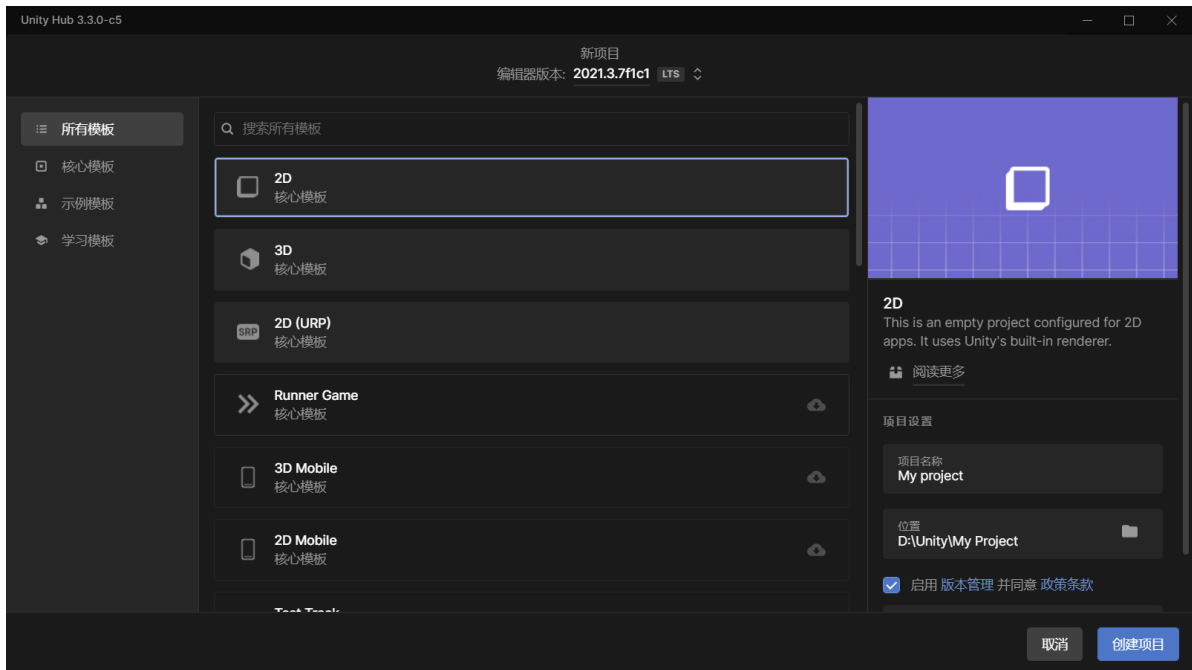 Unity Hub 3.3.0-c5
新项目
编辑器版本: 2021.3.7f1c1 LTS
所有模板
核心模板
示例模板
学习模板
搜索所有模板
2D
核心模板
3D
核心模板
SRP
2D (URP)
核心模板
Runner Game
核心模板
3D Mobile
核心模板
2D Mobile
核心模板
Test Track
2D
This is an empty project configured for 2D
apps. It uses Unity's built-in renderer.
阅读更多
项目设置
项目名称
My project
位置
D:\Unity\My Project
启用 版本管理 并同意 政策条款
取消
创建项目